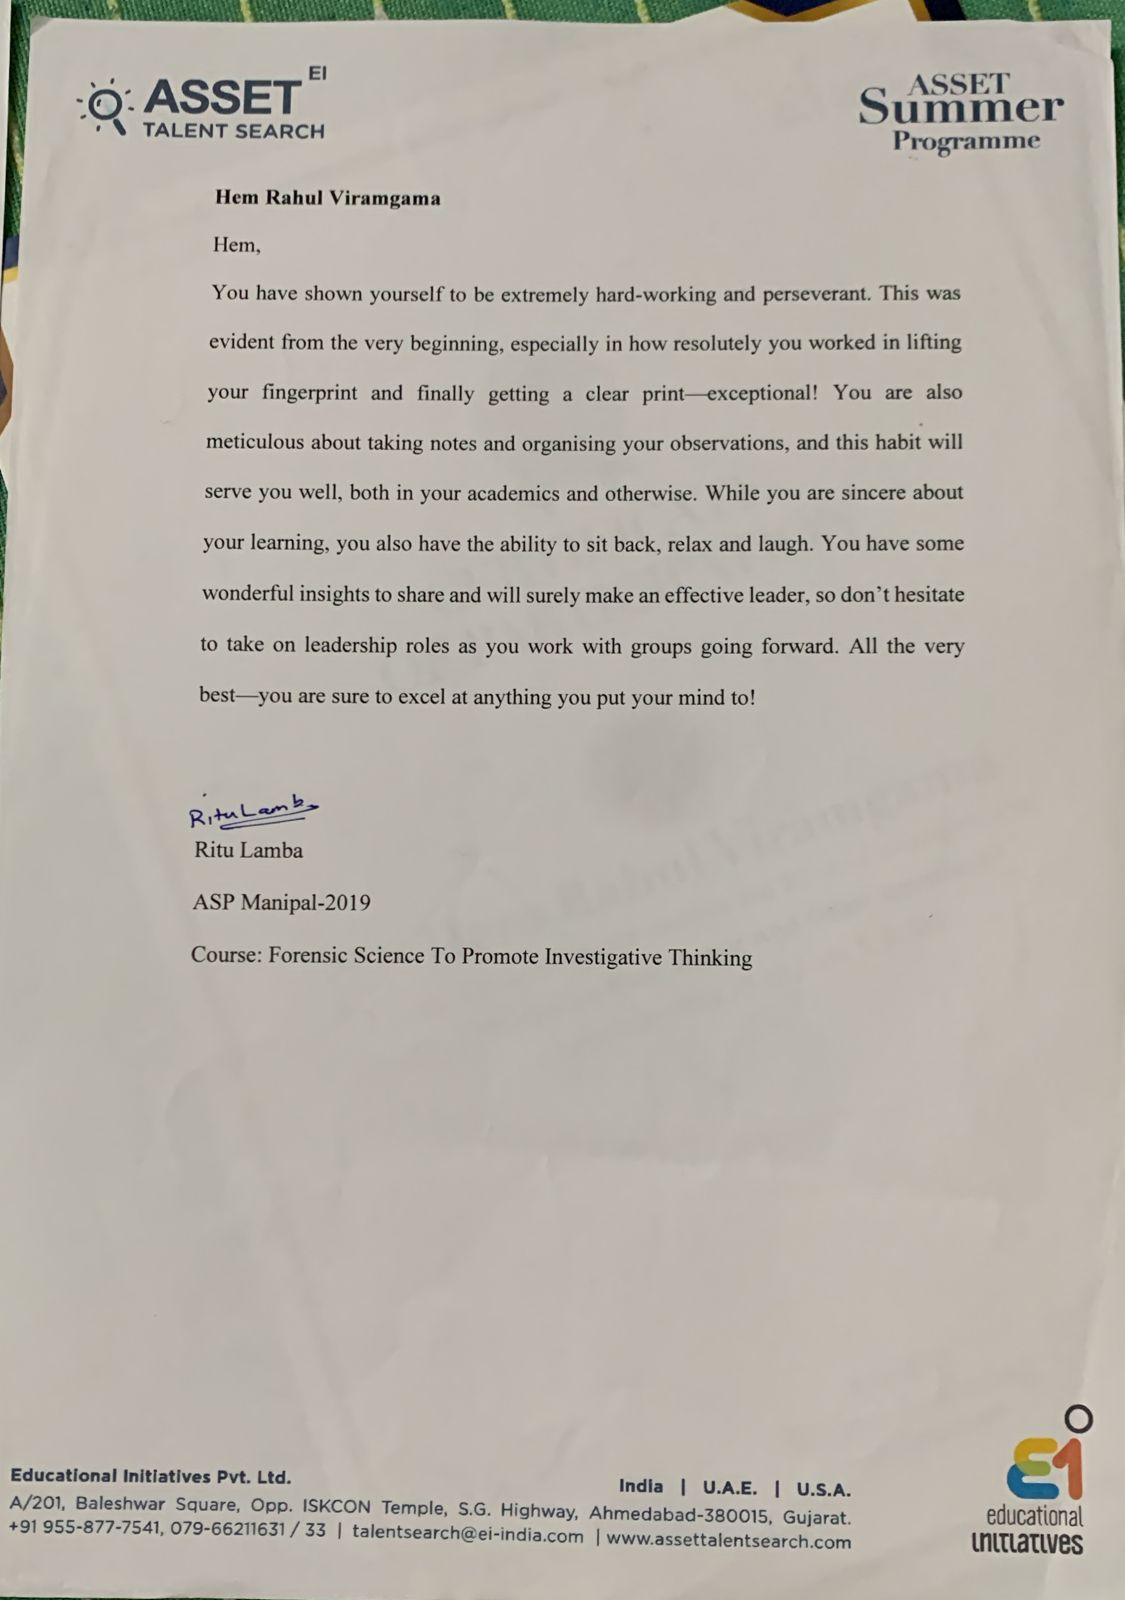 EI
ASSET
TALENT SEARCH
ASSET
Summer
Programme
Hem Rahul Viramgama
Hem,
You have shown yourself to be extremely hard-working and perseverant. This was
evident from the very beginning, especially in how resolutely you worked in lifting
your fingerprint and finally getting a clear print—exceptional! You are also
meticulous about taking notes and organising your observations, and this habit will
serve you well, both in your academics and otherwise. While you are sincere about
your learning, you also have the ability to sit back, relax and laugh. You have some
wonderful insights to share and will surely make an effective leader, so don’t hesitate
to take on leadership roles as you work with groups going forward. All the very
best—you are sure to excel at anything you put your mind to!
Ritu Lamba
Ritu Lamba
ASP Manipal-2019
Course: Forensic Science To Promote Investigative Thinking
Educational Initiatives Pvt. Ltd.
India | U.A.E. | U.S.A.
A/201, Baleshwar Square, Opp. ISKCON Temple, S.G. Highway, Ahmedabad-380015, Gujarat.
+91 955-877-7541, 079-66211631 / 33 | talentsearch@ei-india.com | www.assettalentsearch.com
Ei
educational
InItIatIves